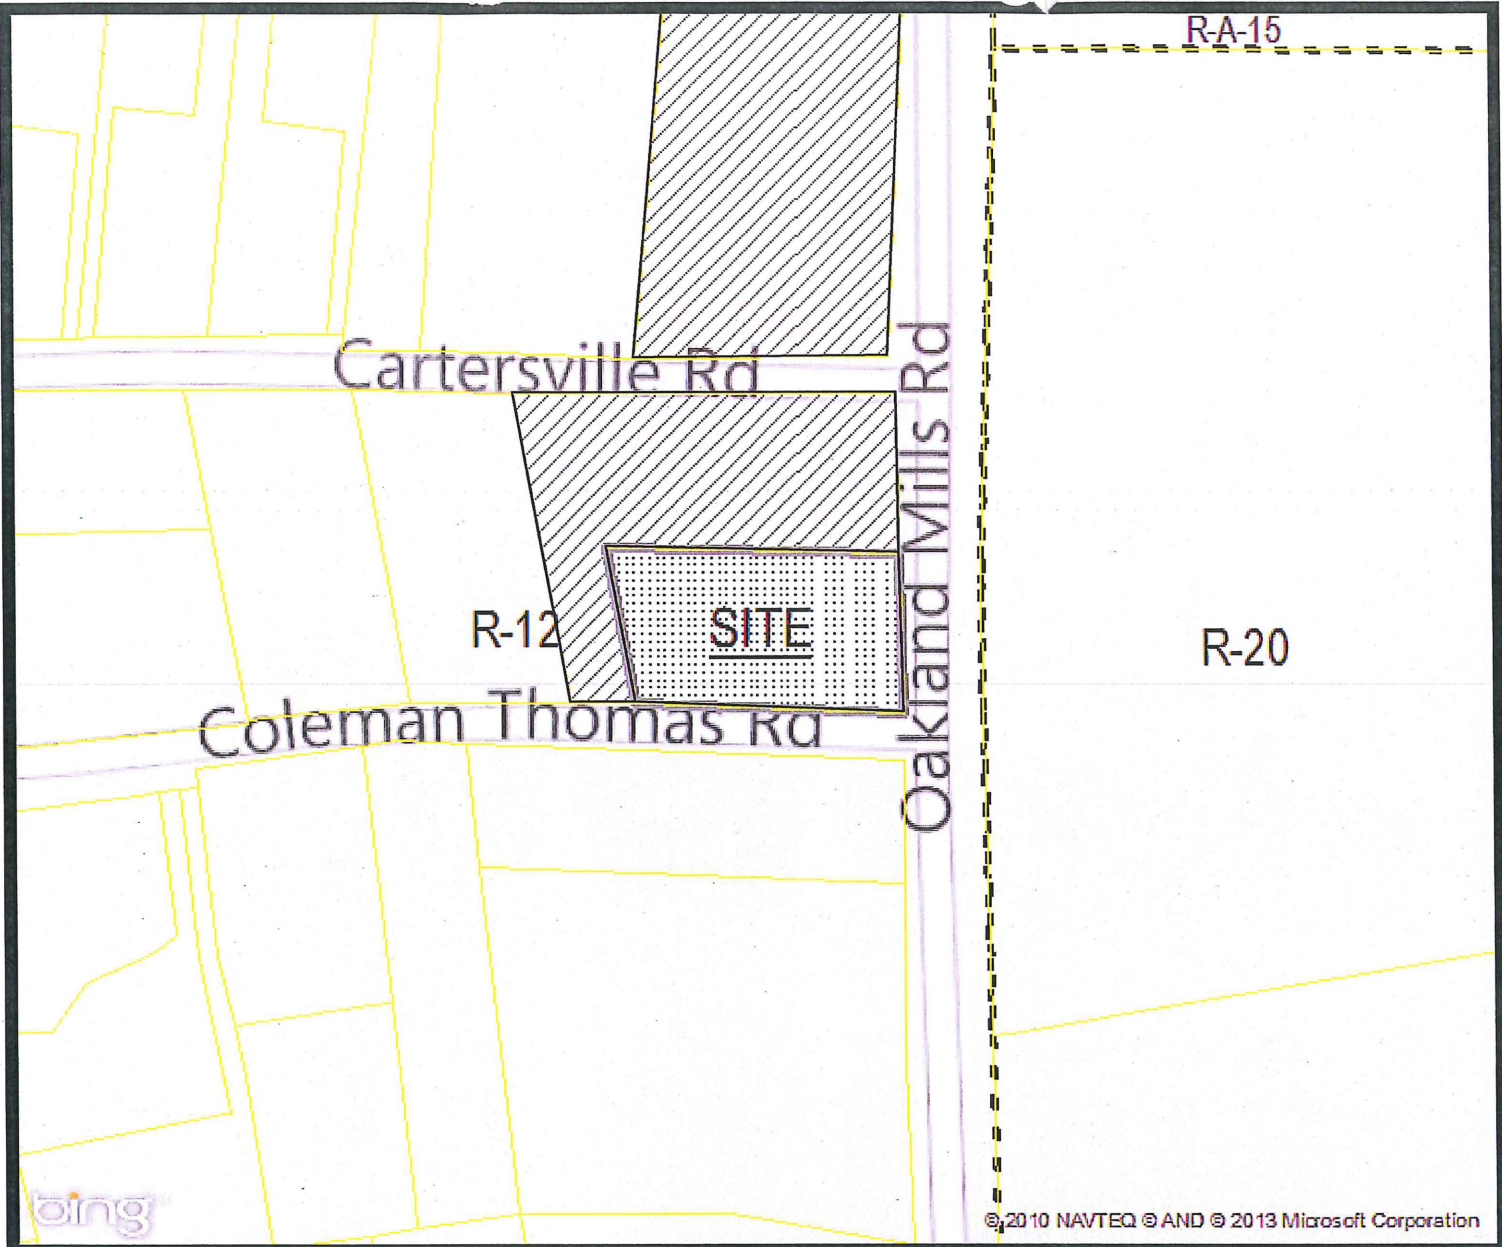 R-A-15
Cartersville Rd
Oakland Mills Rd
R-12
SITE
R-20
Coleman Thomas Rd
bing
© 2010 NAVTEQ © AND © 2013 Microsoft Corporation